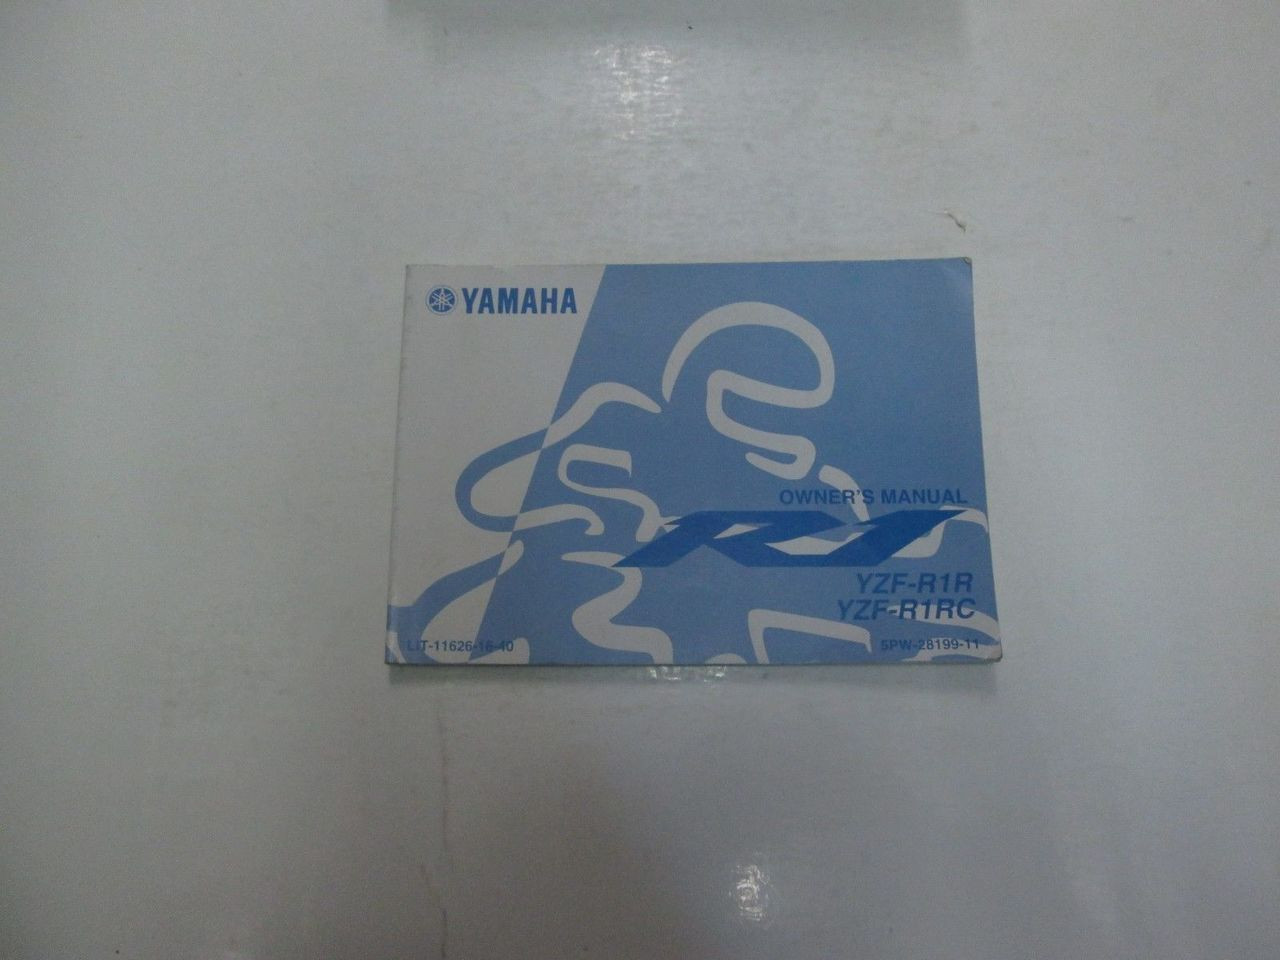 YAMAHA
OWNER'S MANUAL
R1
YZF-R1R
YZF-R1RC
LIT-11626-16-40
5PW-28199-11